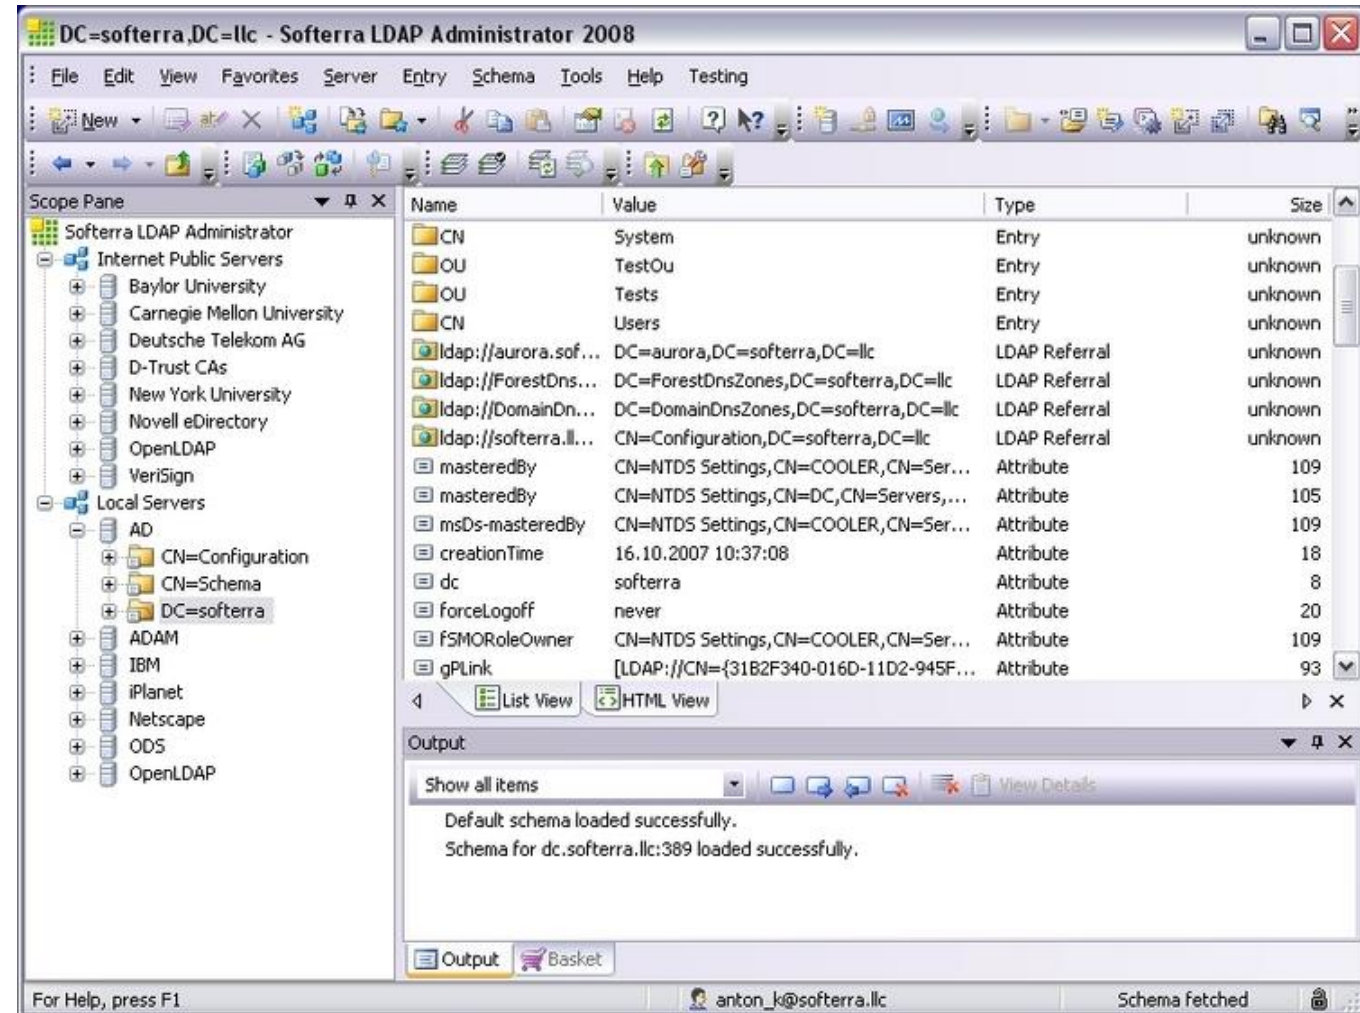 DC=softerra,DC=llc - Softerra LDAP Administrator 2008
File Edit View Favorites Server Entry Schema Tools Help Testing
New
Scope Pane
Softerra LDAP Administrator
Internet Public Servers
Baylor University
Carnegie Mellon University
Deutsche Telekom AG
D-Trust CAs
New York University
Novell eDirectory
OpenLDAP
VeriSign
Local Servers
AD
CN=Configuration
CN=Schema
DC=softerra
ADAM
IBM
iPlanet
Netscape
ODS
OpenLDAP
Name Value Type Size
CN System Entry unknown
OU TestOu Entry unknown
OU Tests Entry unknown
CN Users Entry unknown
ldap://aurora.sof... DC=aurora,DC=softerra,DC=llc LDAP Referral unknown
ldap://ForestDns... DC=ForestDnsZones,DC=softerra,DC=llc LDAP Referral unknown
ldap://DomainDn... DC=DomainDnsZones,DC=softerra,DC=llc LDAP Referral unknown
ldap://softerra.ll... CN=Configuration,DC=softerra,DC=llc LDAP Referral unknown
masteredBy CN=NTDS Settings,CN=COOLER,CN=Ser... Attribute 109
masteredBy CN=NTDS Settings,CN=DC,CN=Servers,... Attribute 105
msDs-masteredBy CN=NTDS Settings,CN=COOLER,CN=Ser... Attribute 109
creationTime 16.10.2007 10:37:08 Attribute 18
dc softerra Attribute 8
forceLogoff never Attribute 20
fSMORoleOwner CN=NTDS Settings,CN=COOLER,CN=Ser... Attribute 109
gPLink [LDAP://CN={31B2F340-016D-11D2-945F... Attribute 93
List View HTML View
Output
Show all items View Details
Default schema loaded successfully.
Schema for dc.softerra.llc:389 loaded successfully.
Output Basket
For Help, press F1 anton_k@softerra.llc Schema fetched